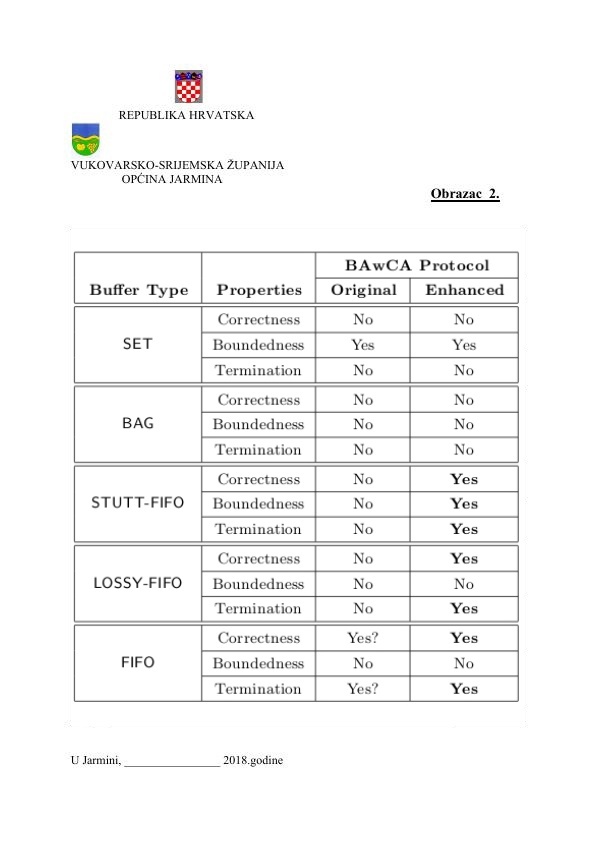 REPUBLIKA HRVATSKA
VUKOVARSKO-SRIJEMSKA ŽUPANIJA
OPĆINA JARMINA
Obrazac 2.
BAwCA Protocol
Buffer Type Properties Original Enhanced
SET
Correctness No No
Boundedness Yes Yes
Termination No No
BAG
Correctness No No
Boundedness No No
Termination No No
STUTT-FIFO
Correctness No Yes
Boundedness No Yes
Termination No Yes
LOSSY-FIFO
Correctness No Yes
Boundedness No No
Termination No Yes
FIFO
Correctness Yes? Yes
Boundedness No No
Termination Yes? Yes
U Jarmini, ________________ 2018.godine